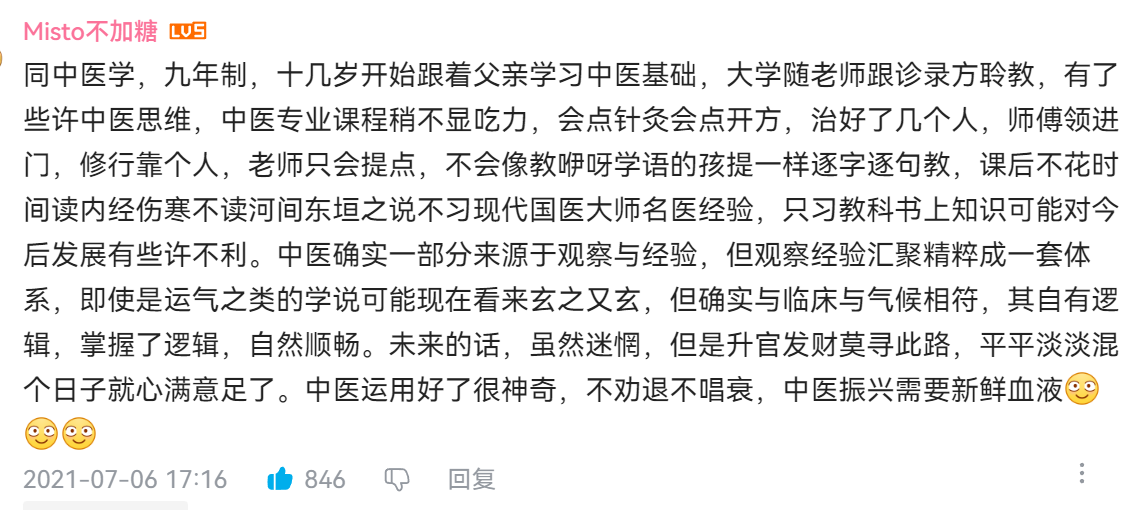 Misto不加糖 LV5
同中医学，九年制，十几岁开始跟着父亲学习中医基础，大学随老师跟诊录方聆教，有了
些许中医思维，中医专业课程稍不显吃力，会点针灸会点开方，治好了几个人，师傅领进
门，修行靠个人，老师只会提点，不会像教咿呀学语的孩提一样逐字逐句教，课后不花时
间读内经伤寒不读河间东垣之说不习现代国医大师名医经验，只习教科书上知识可能对今
后发展有些许不利。中医确实一部分来源于观察与经验，但观察经验汇聚精粹成一套体
系，即使是运气之类的学说可能现在看来玄之又玄，但确实与临床与气候相符，其自有逻
辑，掌握了逻辑，自然顺畅。未来的话，虽然迷惘，但是升官发财莫寻此路，平平淡淡混
个日子就心满意足了。中医运用好了很神奇，不劝退不唱衰，中医振兴需要新鲜血液
2021-07-06 17:16 846 回复